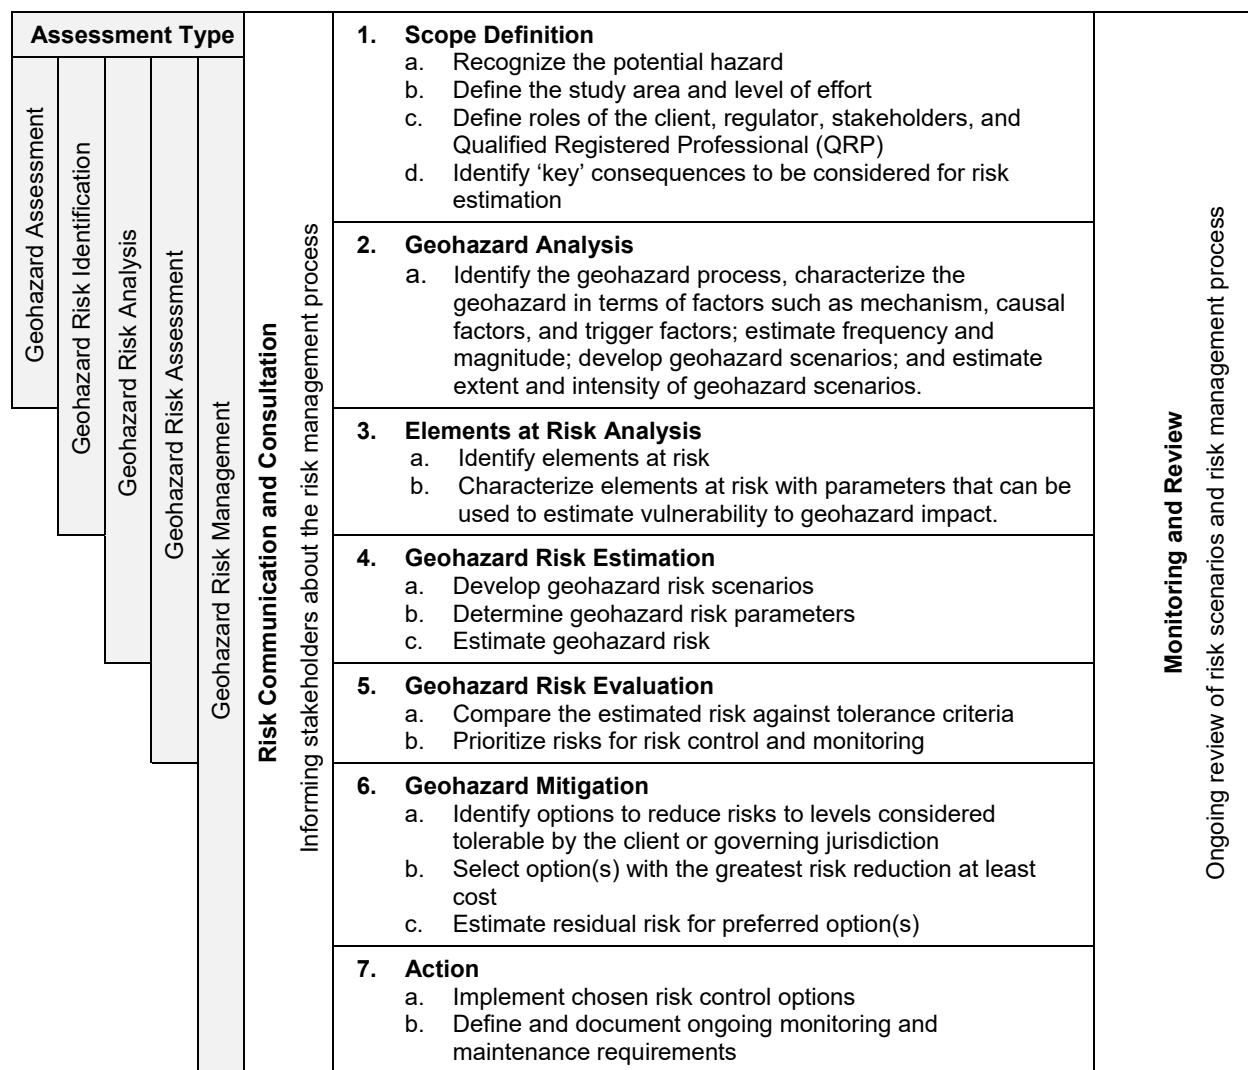 Assessment Type
Geohazard Assessment
Geohazard Risk Identification
Geohazard Risk Analysis
Geohazard Risk Assessment
Geohazard Risk Management
Risk Communication and Consultation
Informing stakeholders about the risk management process
1. Scope Definition
a. Recognize the potential hazard
b. Define the study area and level of effort
c. Define roles of the client, regulator, stakeholders, and
Qualified Registered Professional (QRP)
d. Identify ‘key’ consequences to be considered for risk
estimation
2. Geohazard Analysis
a. Identify the geohazard process, characterize the
geohazard in terms of factors such as mechanism, causal
factors, and trigger factors; estimate frequency and
magnitude; develop geohazard scenarios; and estimate
extent and intensity of geohazard scenarios.
3. Elements at Risk Analysis
a. Identify elements at risk
b. Characterize elements at risk with parameters that can be
used to estimate vulnerability to geohazard impact.
4. Geohazard Risk Estimation
a. Develop geohazard risk scenarios
b. Determine geohazard risk parameters
c. Estimate geohazard risk
5. Geohazard Risk Evaluation
a. Compare the estimated risk against tolerance criteria
b. Prioritize risks for risk control and monitoring
6. Geohazard Mitigation
a. Identify options to reduce risks to levels considered
tolerable by the client or governing jurisdiction
b. Select option(s) with the greatest risk reduction at least
cost
c. Estimate residual risk for preferred option(s)
7. Action
a. Implement chosen risk control options
b. Define and document ongoing monitoring and
maintenance requirements
Monitoring and Review
Ongoing review of risk scenarios and risk management process